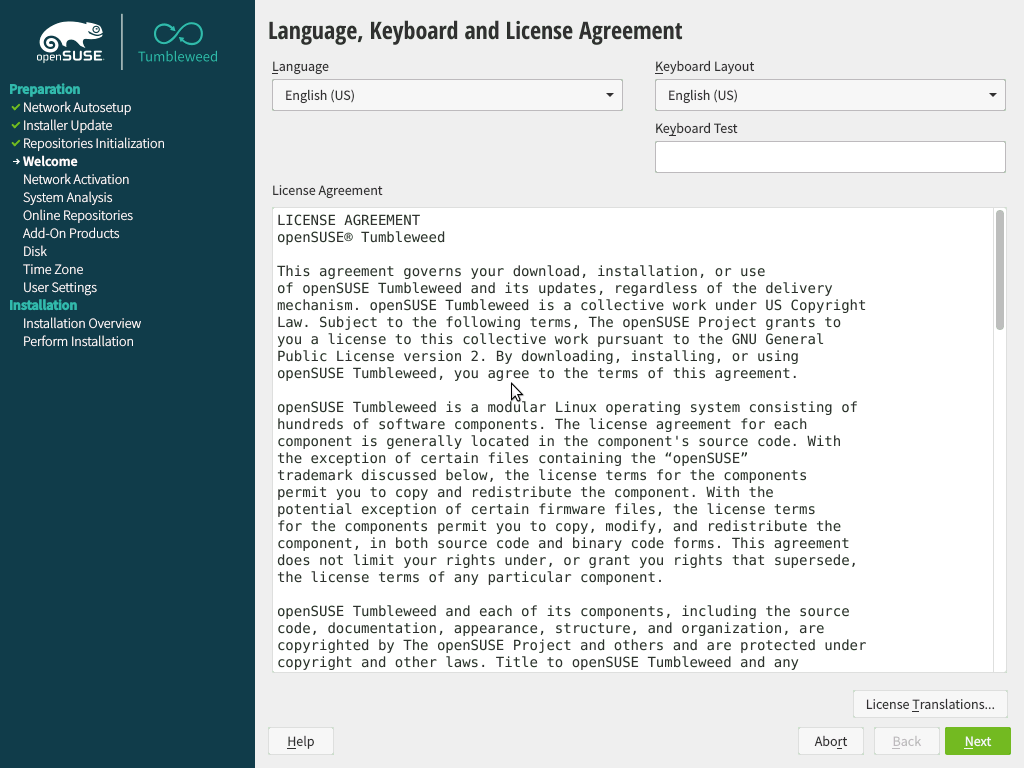 openSUSE
Tumbleweed
Preparation
Network Autosetup
Installer Update
Repositories Initialization
Welcome
Network Activation
System Analysis
Online Repositories
Add-On Products
Disk
Time Zone
User Settings
Installation
Installation Overview
Perform Installation
Language, Keyboard and License Agreement
Language
Keyboard Layout
English (US)
English (US)
Keyboard Test
License Agreement
LICENSE AGREEMENT
openSUSE® Tumbleweed
This agreement governs your download, installation, or use
of openSUSE Tumbleweed and its updates, regardless of the delivery
mechanism. openSUSE Tumbleweed is a collective work under US Copyright
Law. Subject to the following terms, The openSUSE Project grants to
you a license to this collective work pursuant to the GNU General
Public License version 2. By downloading, installing, or using
openSUSE Tumbleweed, you agree to the terms of this agreement.
openSUSE Tumbleweed is a modular Linux operating system consisting of
hundreds of software components. The license agreement for each
component is generally located in the component's source code. With
the exception of certain files containing the “openSUSE”
trademark discussed below, the license terms for the components
permit you to copy and redistribute the component. With the
potential exception of certain firmware files, the license terms
for the components permit you to copy, modify, and redistribute the
component, in both source code and binary code forms. This agreement
does not limit your rights under, or grant you rights that supersede,
the license terms of any particular component.
openSUSE Tumbleweed and each of its components, including the source
code, documentation, appearance, structure, and organization, are
copyrighted by The openSUSE Project and others and are protected under
copyright and other laws. Title to openSUSE Tumbleweed and any
License Translations...
Help
Abort
Back
Next